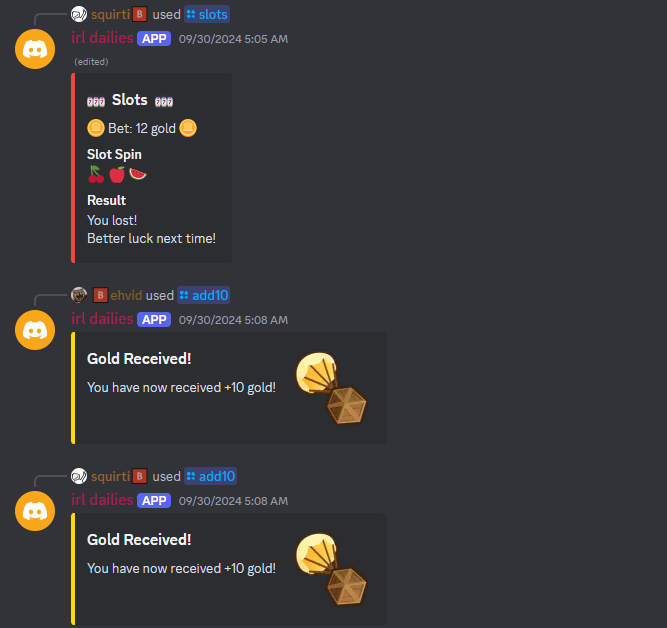 squirti B used slots
irl dailies APP 09/30/2024 5:05 AM
(edited)
Slots
Bet: 12 gold
Slot Spin
Result
You lost!
Better luck next time!
B ehvid used add10
irl dailies APP 09/30/2024 5:08 AM
Gold Received!
You have now received +10 gold!
squirti B used add10
irl dailies APP 09/30/2024 5:08 AM
Gold Received!
You have now received +10 gold!